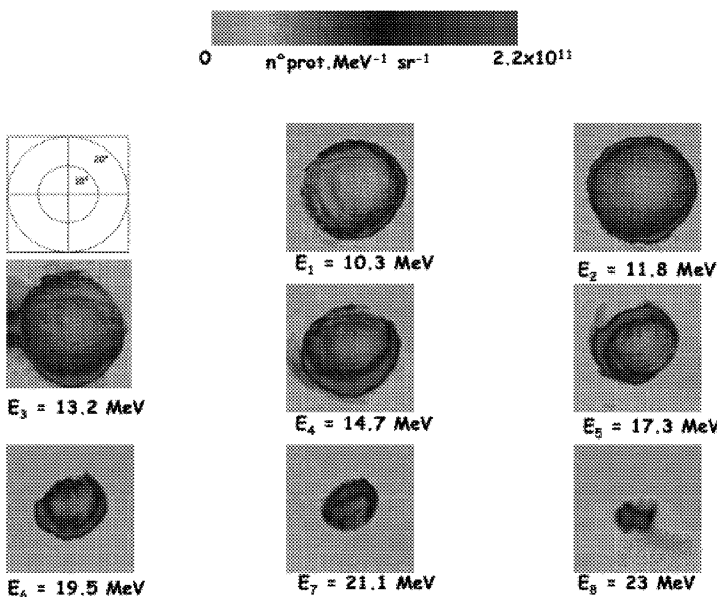 0 n°prot.MeV⁻¹ sr⁻¹ 2.2x10¹¹
20°
10°
E₁ = 10.3 MeV
E₂ = 11.8 MeV
E₃ = 13.2 MeV
E₄ = 14.7 MeV
E₅ = 17.3 MeV
E₆ = 19.5 MeV
E₇ = 21.1 MeV
E₈ = 23 MeV